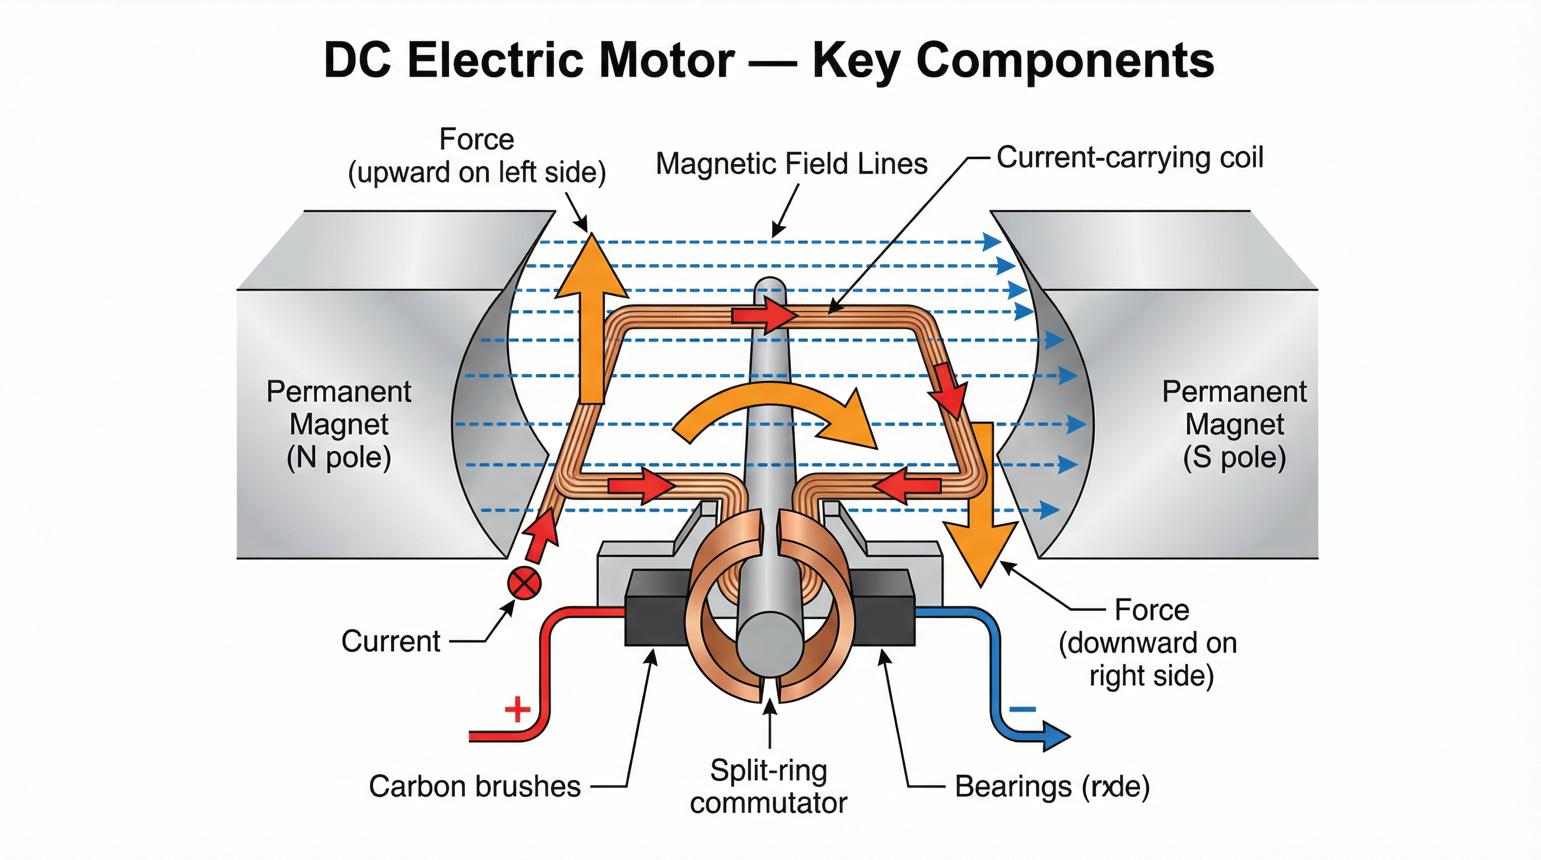 DC Electric Motor — Key Components
Force
(upward on left side)
Magnetic Field Lines
Current-carrying coil
Permanent
Magnet
(N pole)
Permanent
Magnet
(S pole)
Current
Force
(downward on
right side)
+
−
Carbon brushes
Split-ring
commutator
Bearings